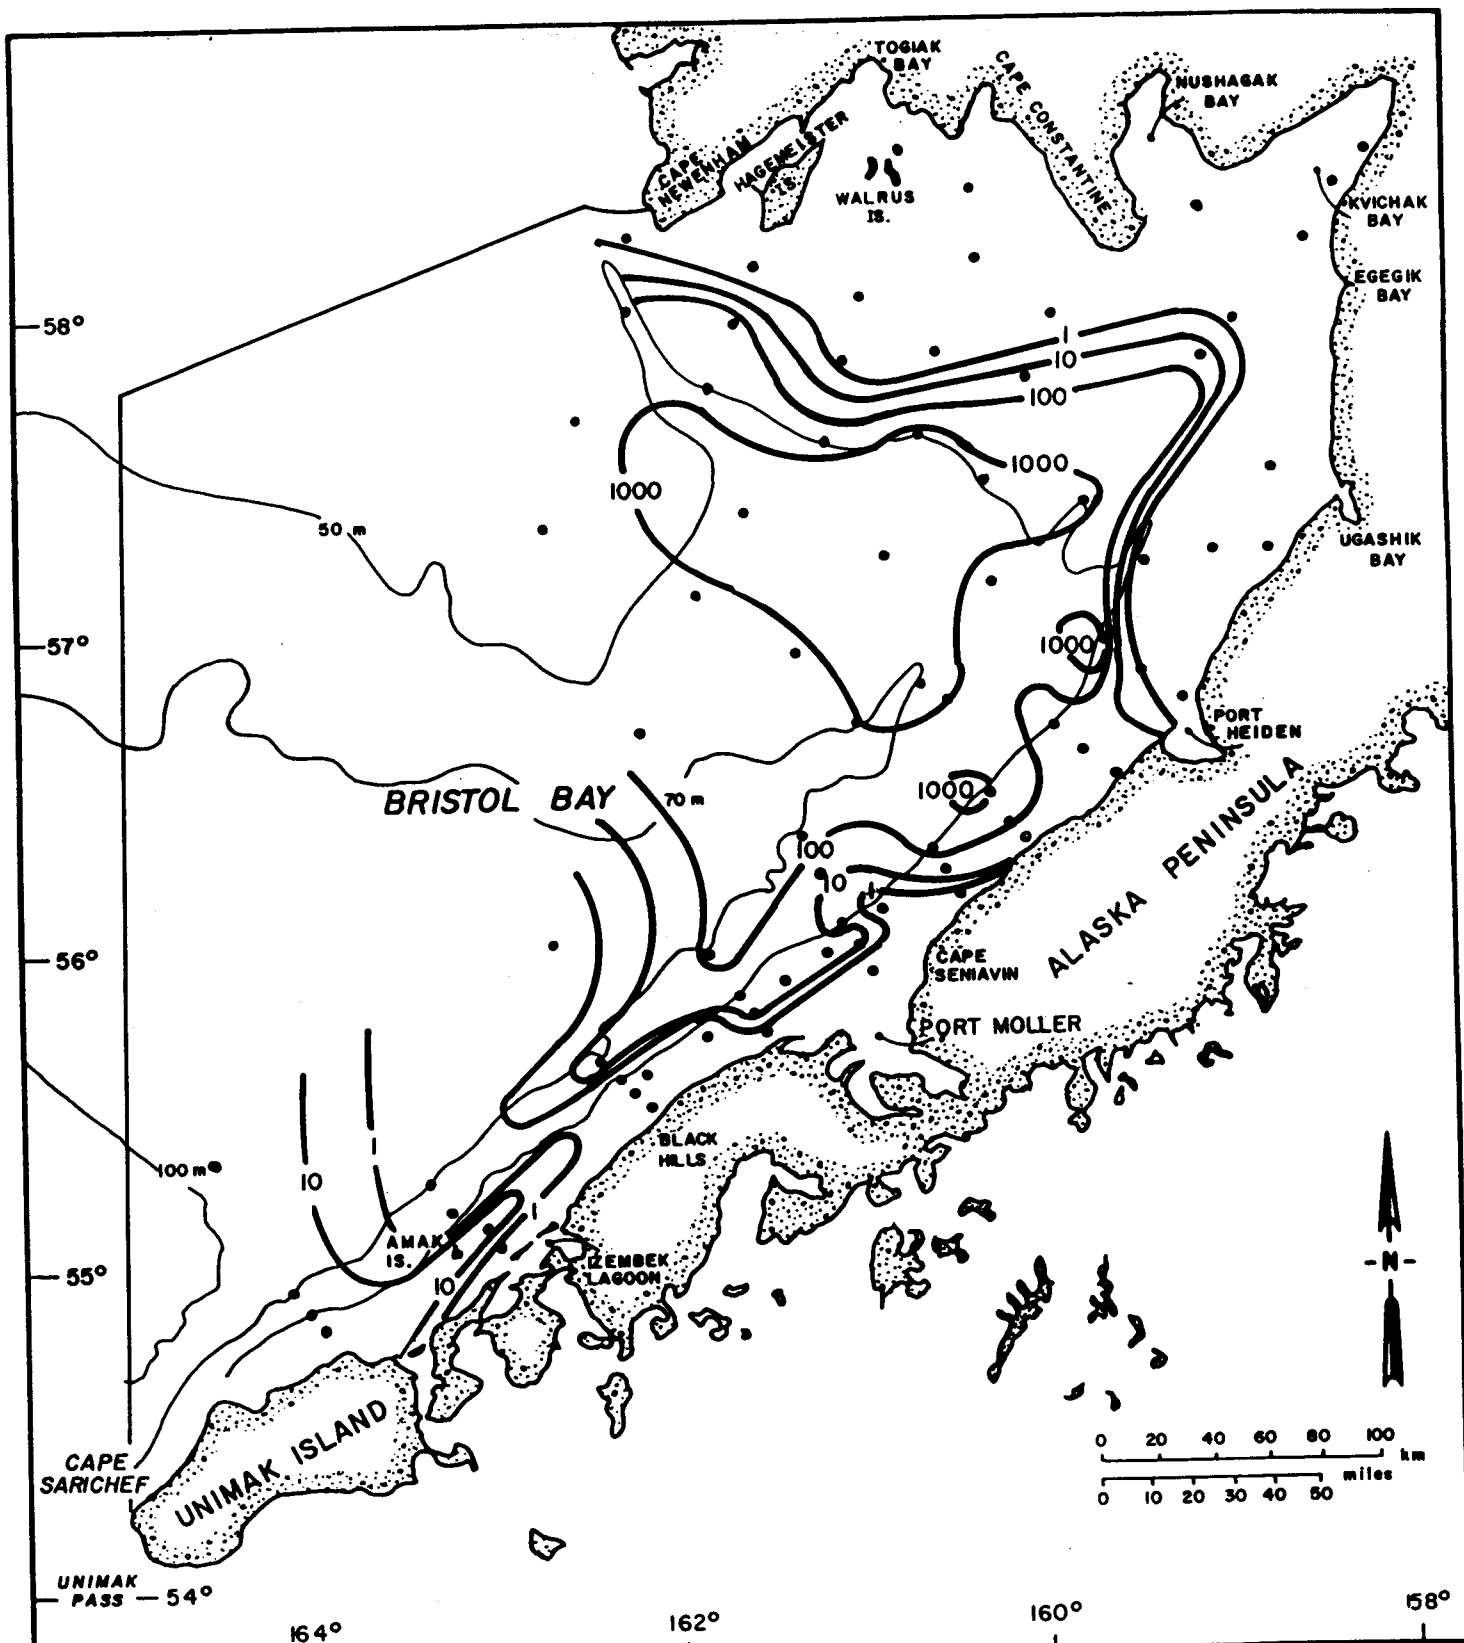 TOGIAK
BAY
CAPE CONSTANTINE
NUSHAGAK
BAY
CAPE
NEWENHAM
HAGEMEISTER
IS.
WALRUS
IS.
KVICHAK
BAY
EGEGIK
BAY
58°
1
10
100
1000
1000
50 m
UGASHIK
BAY
57°
1000
PORT
HEIDEN
BRISTOL BAY
70 m
1000
ALASKA PENINSULA
100
10
1
56°
CAPE
SENIAVIN
PORT MOLLER
BLACK
HILLS
100 m
10
1
AMAK
IS.
1
-N-
IZEMBEK
LAGOON
55°
10
UNIMAK ISLAND
CAPE
SARICHEF
0 20 40 60 80 100
km
miles
0 10 20 30 40 50
UNIMAK
PASS
54°
164°
162°
160°
158°